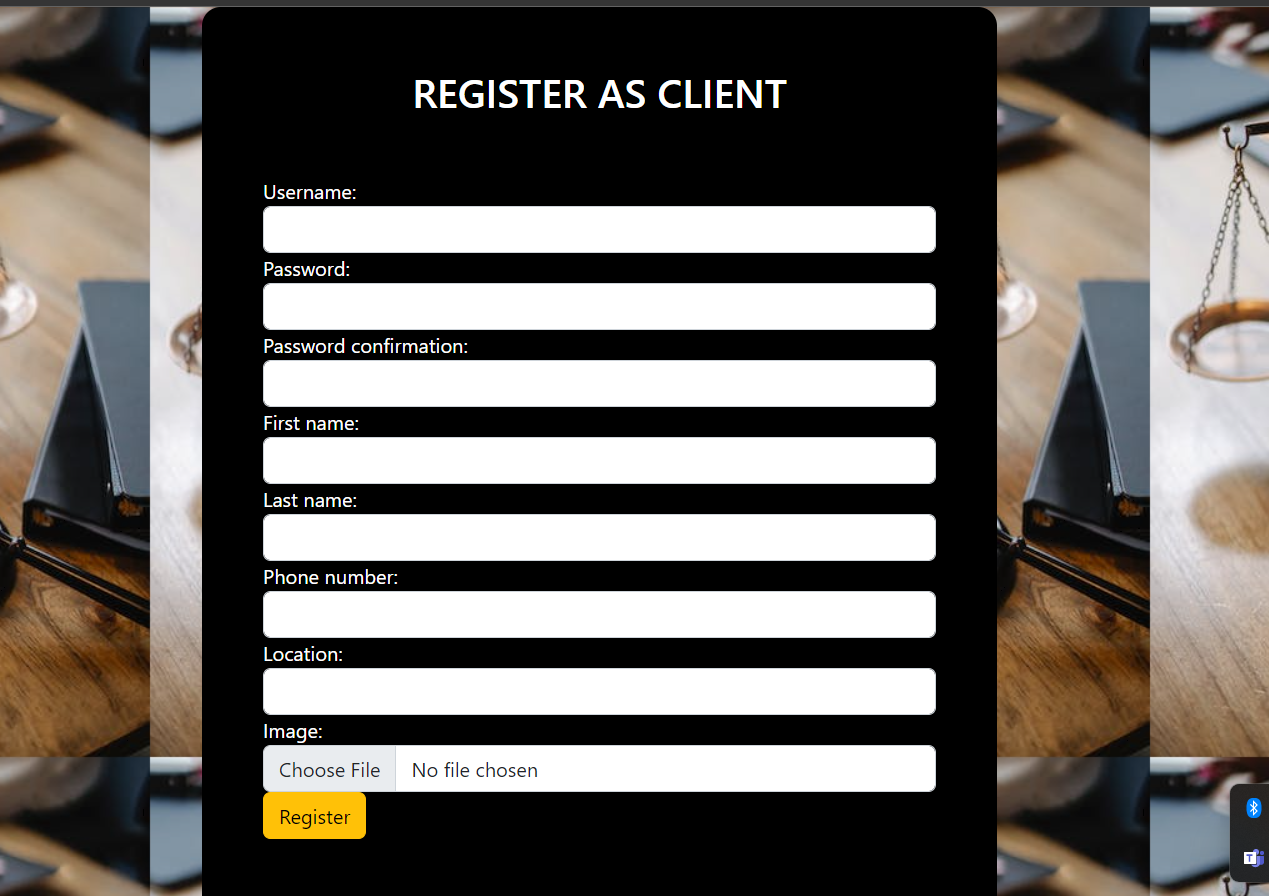 REGISTER AS CLIENT
Username:
Password:
Password confirmation:
First name:
Last name:
Phone number:
Location:
Image:
Choose File No file chosen
Register
T